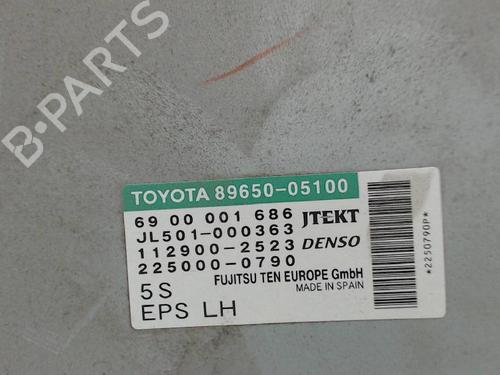 B-PARTS
TOYOTA 89650-05100
69 00 001 686 JTEKT
JL501-000363
112900-2523 DENSO
225000-0790
FUJITSU TEN EUROPE GmbH
5S MADE IN SPAIN
EPS LH
*2250790P*